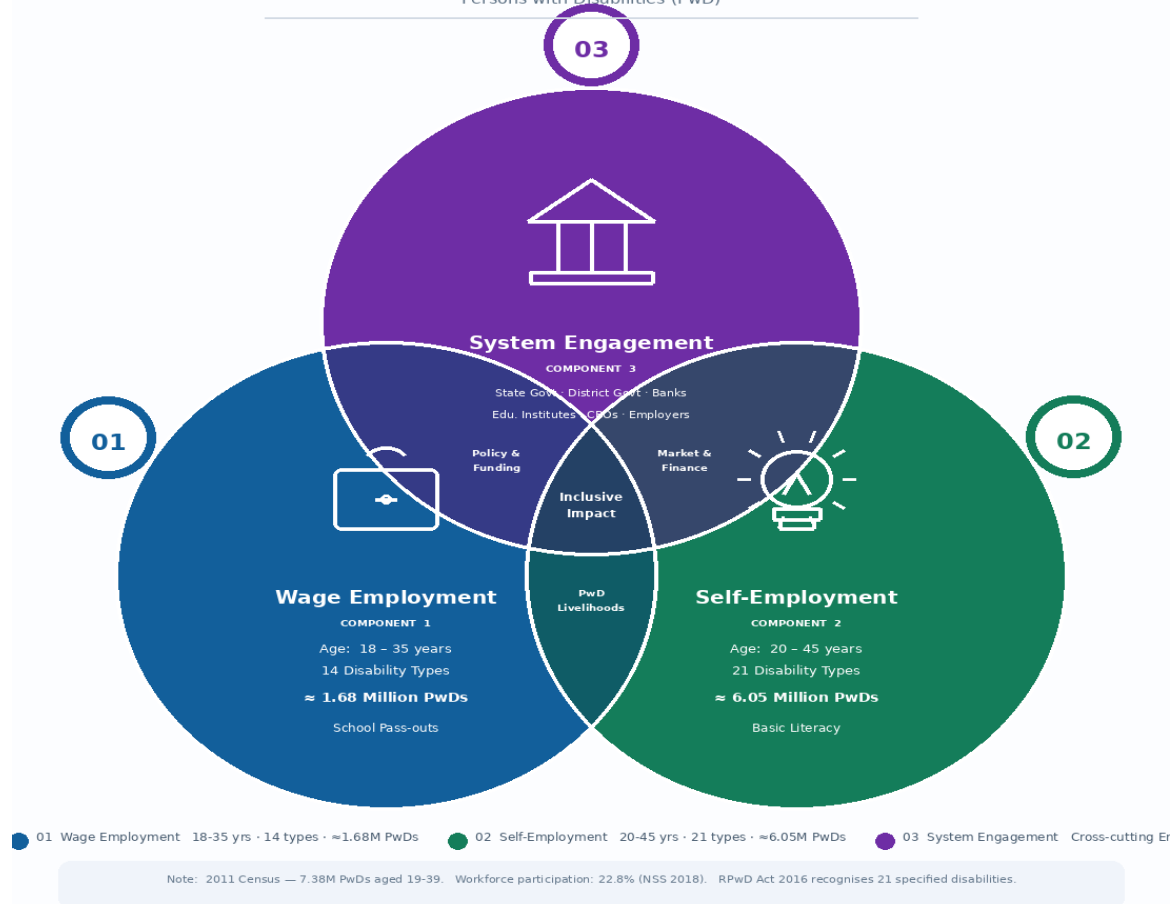 Persons with Disabilities (PwD)
03
System Engagement
COMPONENT 3
State Govt · District Govt · Banks
Edu. Institutes · CBOs · Employers
01
02
Policy &
Funding
Market &
Finance
Inclusive
Impact
PwD
Livelihoods
Wage Employment
COMPONENT 1
Age: 18 – 35 years
14 Disability Types
≈ 1.68 Million PwDs
School Pass-outs
Self-Employment
COMPONENT 2
Age: 20 – 45 years
21 Disability Types
≈ 6.05 Million PwDs
Basic Literacy
01 Wage Employment 18-35 yrs · 14 types · ≈1.68M PwDs
02 Self-Employment 20-45 yrs · 21 types · ≈6.05M PwDs
03 System Engagement Cross-cutting
Note: 2011 Census — 7.38M PwDs aged 19-39. Workforce participation: 22.8% (NSS 2018). RPwD Act 2016 recognises 21 specified disabilities.